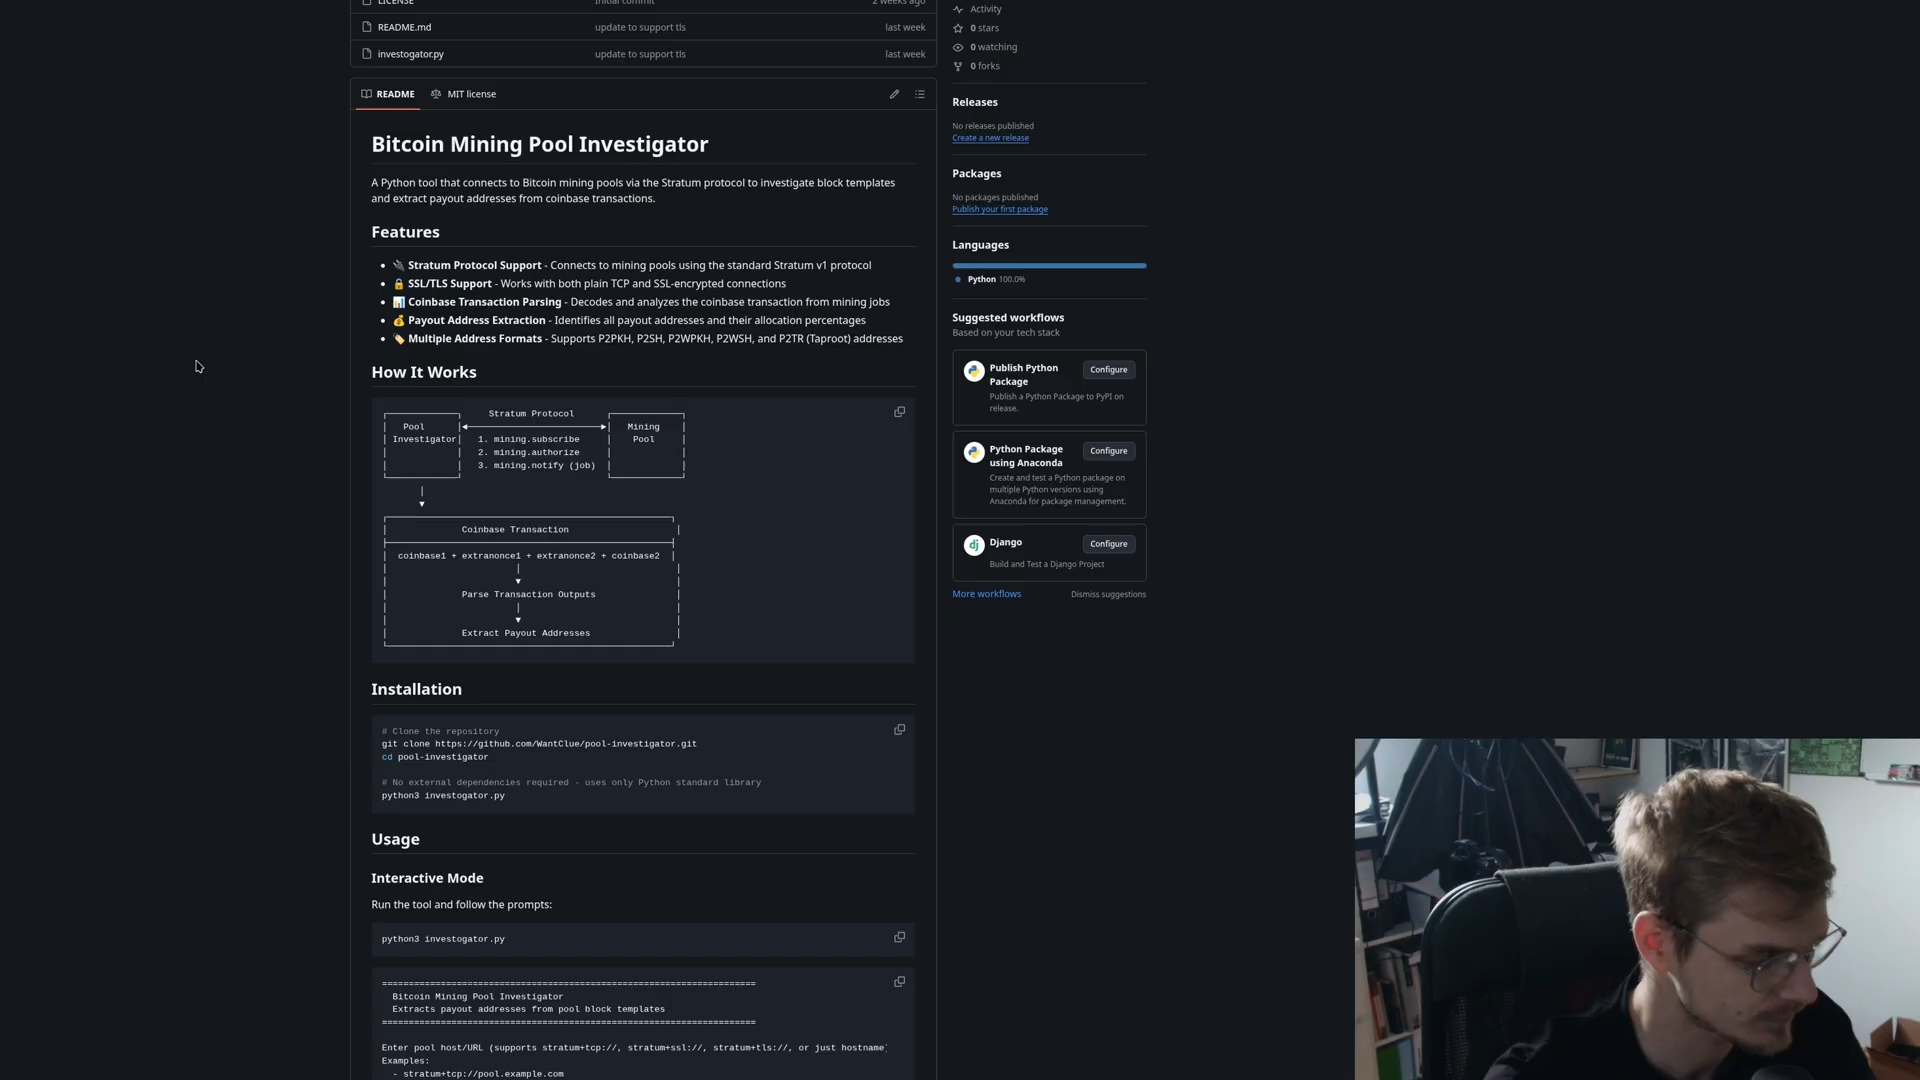 LICENSE
Initial commit
2 weeks ago
README.md
update to support tls
last week
investogator.py
update to support tls
last week
README
MIT license
Bitcoin Mining Pool Investigator
A Python tool that connects to Bitcoin mining pools via the Stratum protocol to investigate block templates
and extract payout addresses from coinbase transactions.
Features
🔌 Stratum Protocol Support - Connects to mining pools using the standard Stratum v1 protocol
🔒 SSL/TLS Support - Works with both plain TCP and SSL-encrypted connections
📊 Coinbase Transaction Parsing - Decodes and analyzes the coinbase transaction from mining jobs
💰 Payout Address Extraction - Identifies all payout addresses and their allocation percentages
🏷️ Multiple Address Formats - Supports P2PKH, P2SH, P2WPKH, P2WSH, and P2TR (Taproot) addresses
How It Works
Stratum Protocol
Pool
Investigator
1. mining.subscribe
2. mining.authorize
3. mining.notify (job)
Mining
Pool
Coinbase Transaction
coinbase1 + extranonce1 + extranonce2 + coinbase2
Parse Transaction Outputs
Extract Payout Addresses
Installation
# Clone the repository
git clone https://github.com/WantClue/pool-investigator.git
cd pool-investigator
# No external dependencies required - uses only Python standard library
python3 investogator.py
Usage
Interactive Mode
Run the tool and follow the prompts:
python3 investogator.py
======================================================================
Bitcoin Mining Pool Investigator
Extracts payout addresses from pool block templates
======================================================================
Enter pool host/URL (supports stratum+tcp://, stratum+ssl://, stratum+tls://, or just hostname)
Examples:
- stratum+tcp://pool.example.com
Activity
0 stars
0 watching
0 forks
Releases
No releases published
Create a new release
Packages
No packages published
Publish your first package
Languages
Python 100.0%
Suggested workflows
Based on your tech stack
Publish Python
Package
Configure
Publish a Python Package to PyPI on
release.
Python Package
using Anaconda
Configure
Create and test a Python package on
multiple Python versions using
Anaconda for package management.
dj
Django
Configure
Build and Test a Django Project
More workflows
Dismiss suggestions